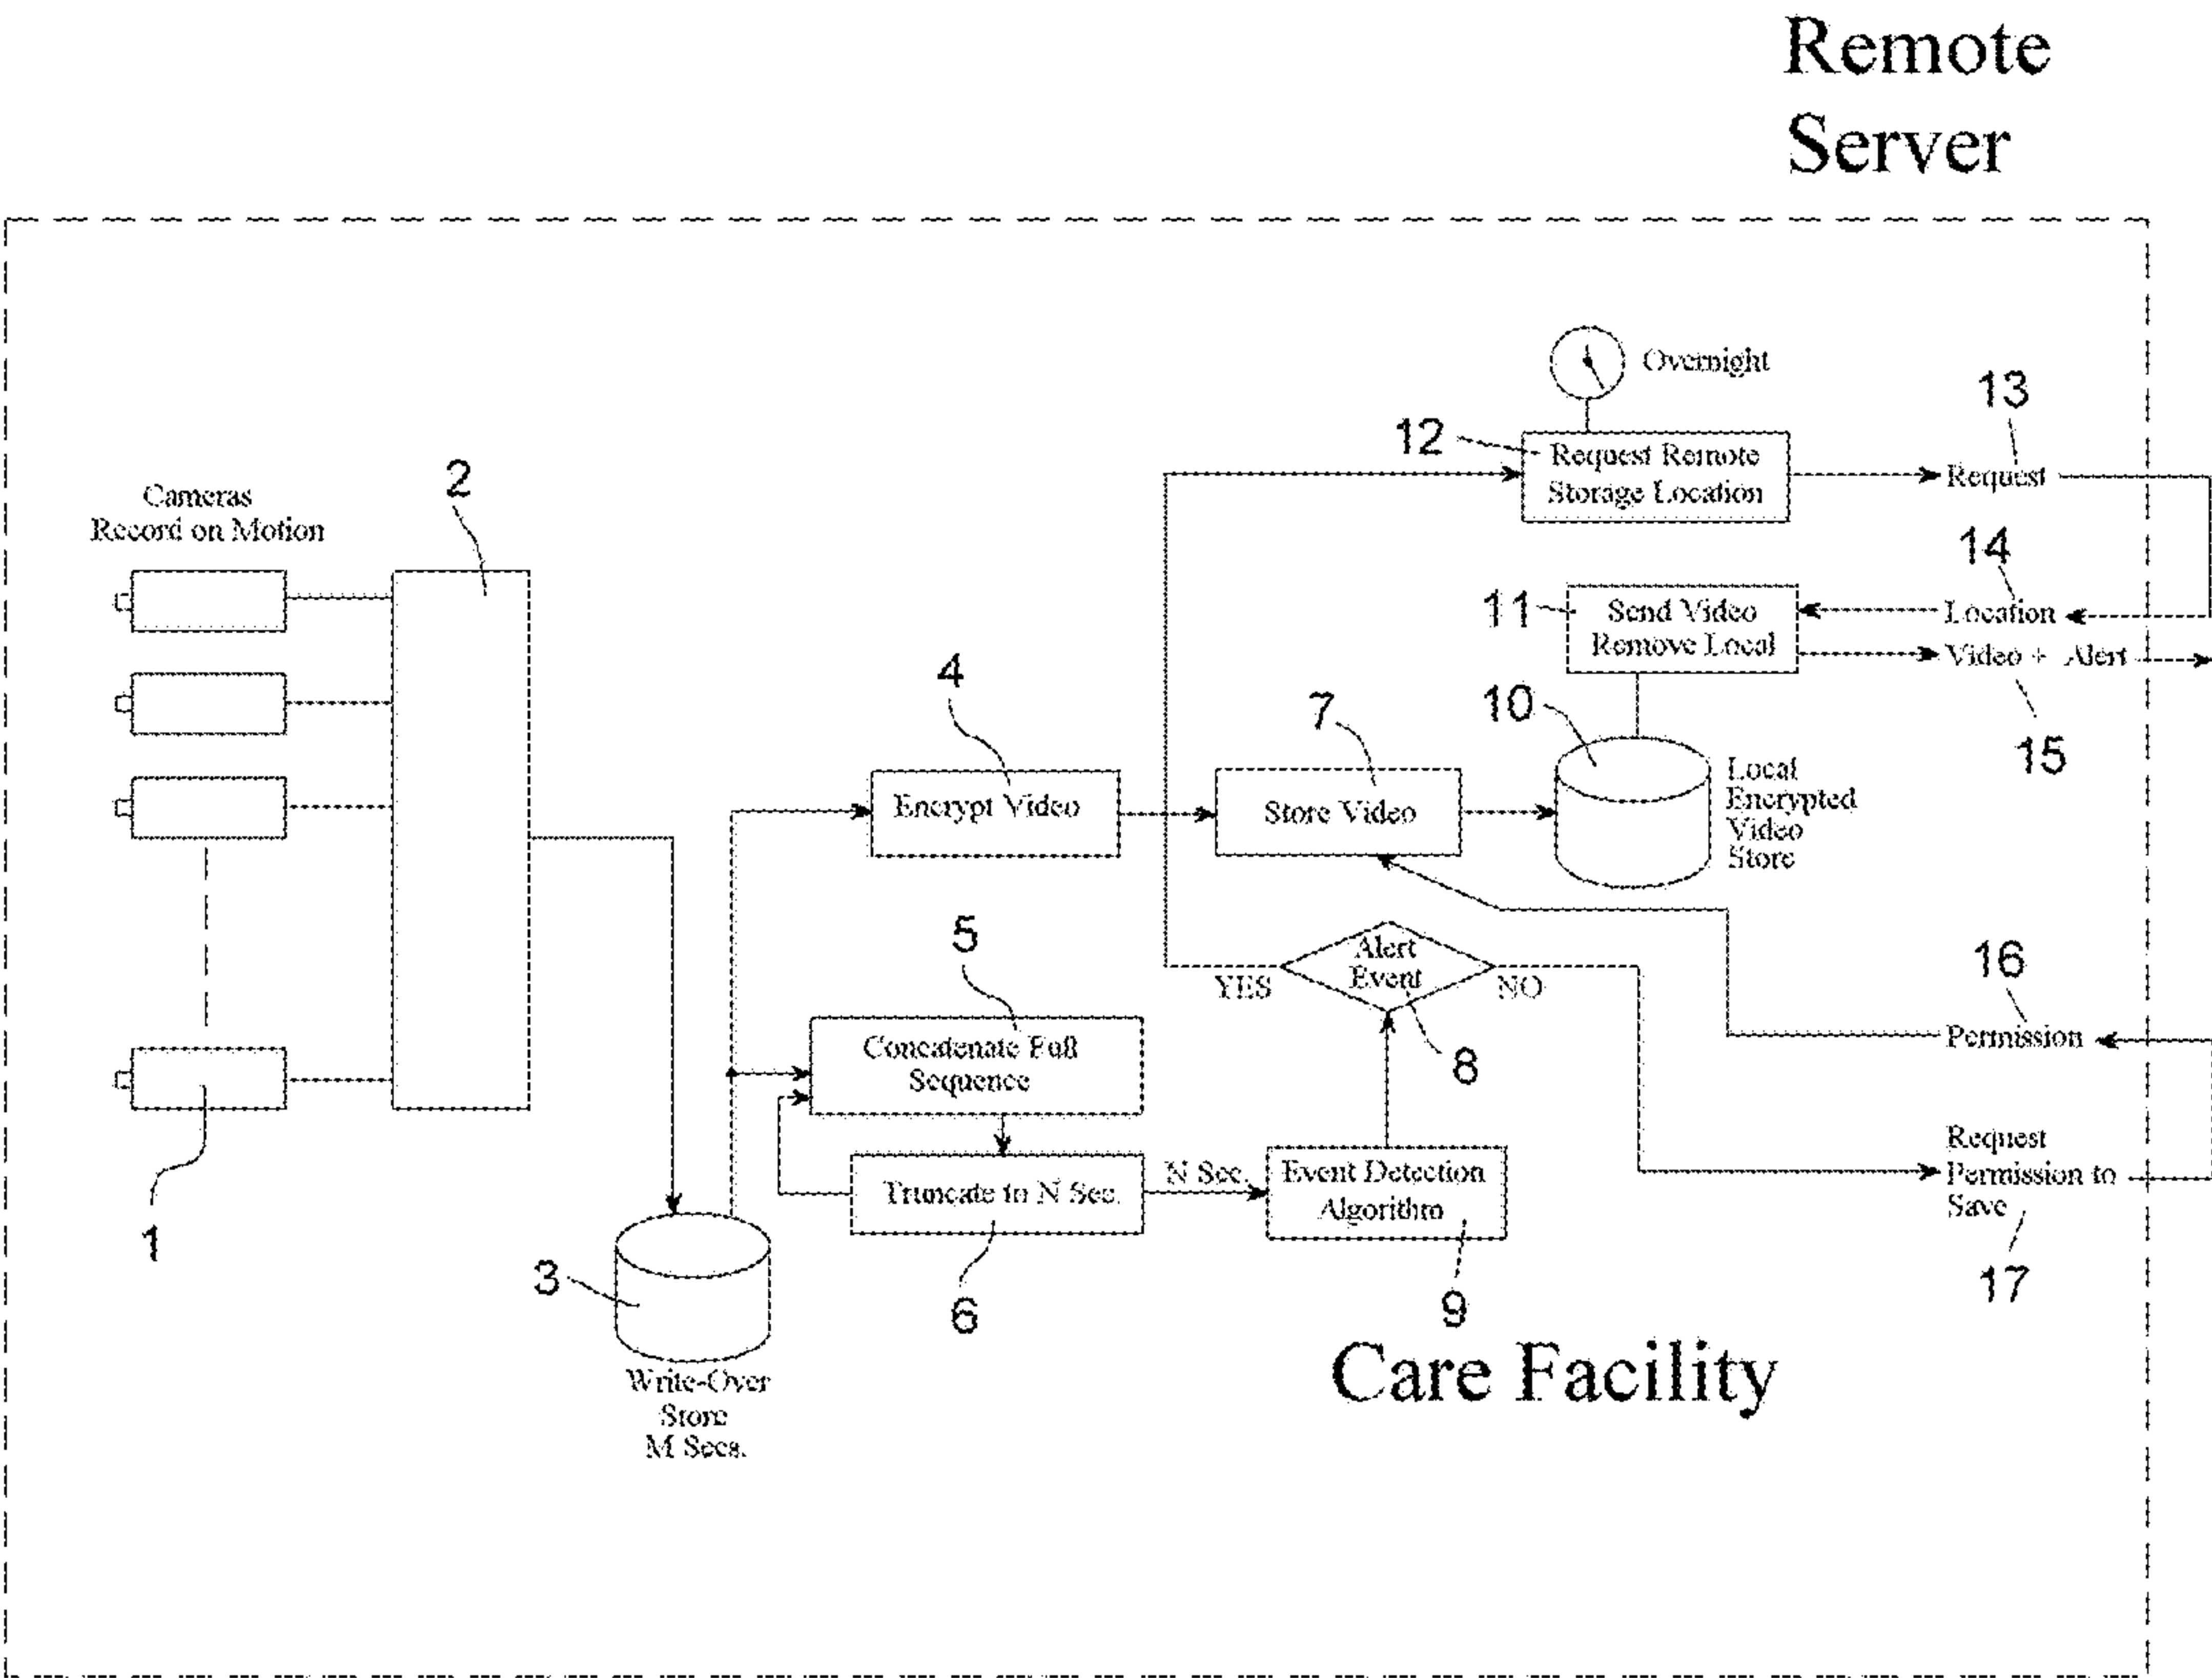 Remote
Server
Overnight
13
12
Request Remote
Storage Location
Request
Cameras
Record on Motion
2
14
11
Send Video
Remove Local
Location
Video + Alert
4
7
10
15
Encrypt Video
Store Video
Local
Encrypted
Video
Store
5
Alert
Event
YES
NO
16
Concatenate Full
Sequence
8
Permission
1
Truncate to N Sec.
N Sec.
Event Detection
Algorithm
Request
Permission to
Save
3
6
9
17
Write-Over
Store
M Secs.
Care Facility